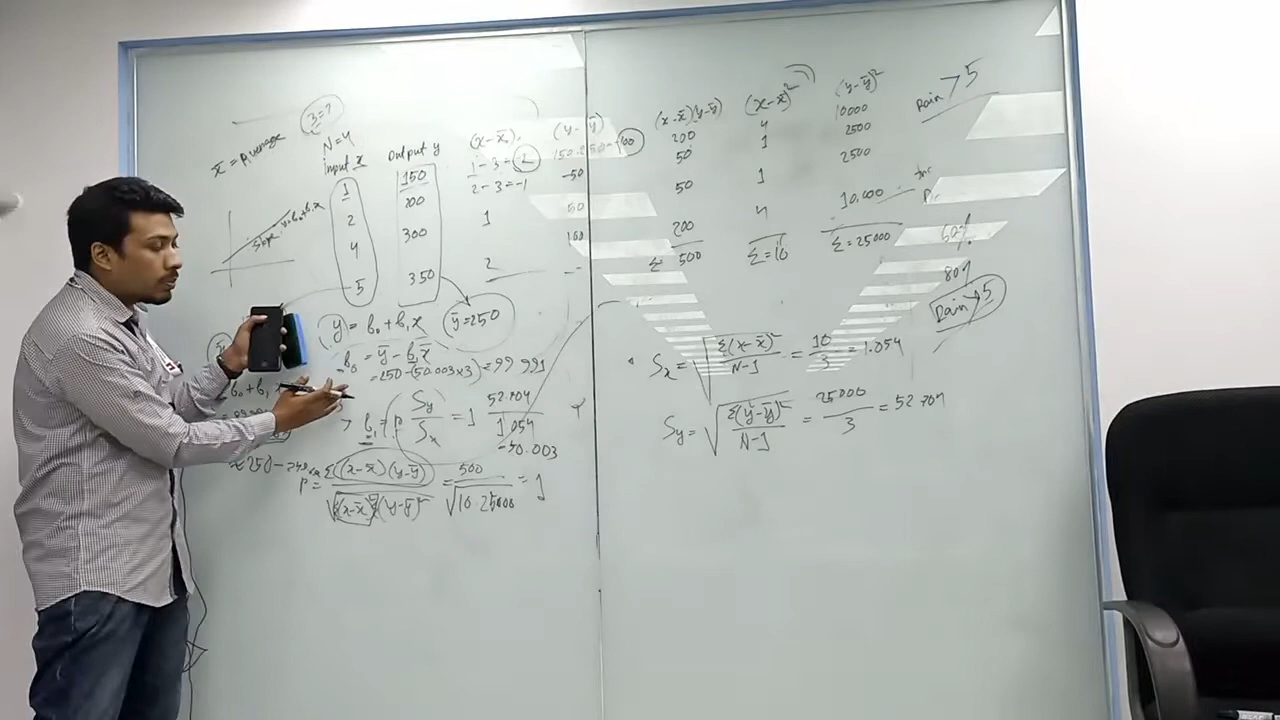 3=?
x̄ = Average
N=4
Input x
Output y
(x-x̄)
(y-ȳ)
1
150
1-3=-2
150-250=-100
2
200
2-3=-1
-50
4
300
1
50
5
350
2
100
y = b₀ + b₁x
ȳ=250
b₀ = ȳ - b₁x̄
=250-(50.003×3)=99.991
b₁ = P Sy/Sx = 1 52.704/1.054
=50.003
P = Σ(x-x̄)(y-ȳ)/√(x-x̄)²(y-ȳ)² = 500/√10.25000 = 1
b₀+b₁x
(x-x̄)(y-ȳ)
(x-x̄)²
(y-ȳ)²
200
4
10000
50
1
2500
50
1
2500
200
4
10,000
Σ= 500
Σ=10
Σ=25000
Rain >5
60%
80%
Rain >5
Sx = √Σ(x-x̄)²/N-1 = 10/3 = 1.054
Sy = √Σ(y-ȳ)²/N-1 = 25000/3 = 52.704